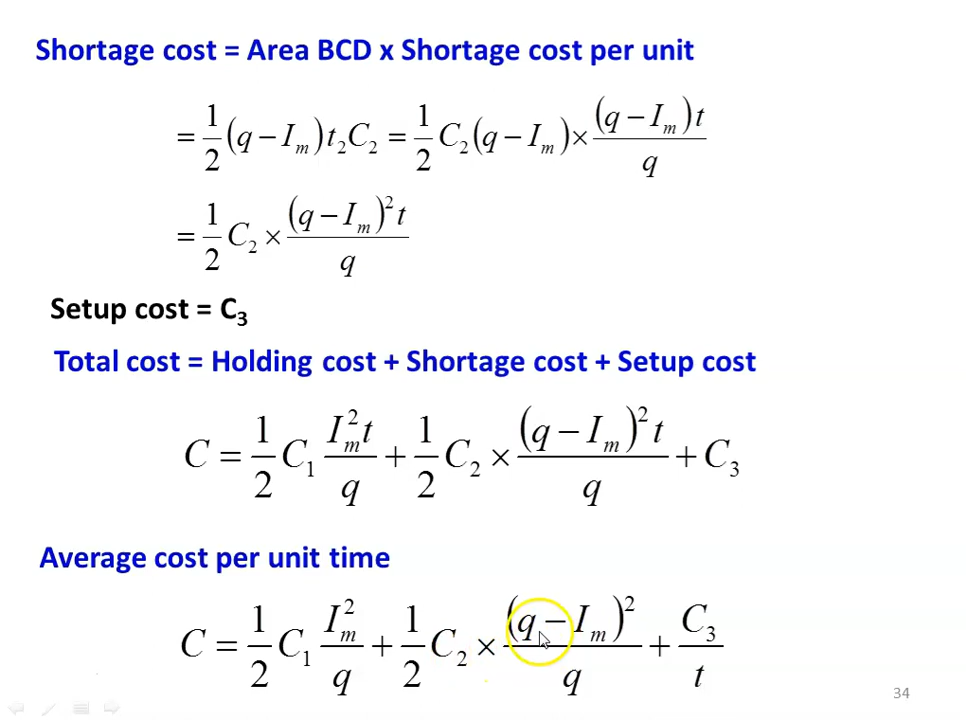 Shortage cost = Area BCD x Shortage cost per unit
= 1/2 (q − I_m) t_2 C_2 = 1/2 C_2 (q − I_m) × (q − I_m) t / q
= 1/2 C_2 × (q − I_m)^2 t / q
Setup cost = C_3
Total cost = Holding cost + Shortage cost + Setup cost
C = 1/2 C_1 I_m^2 t / q + 1/2 C_2 × (q − I_m)^2 t / q + C_3
Average cost per unit time
C = 1/2 C_1 I_m^2 / q + 1/2 C_2 × (q − I_m)^2 / q + C_3 / t
34